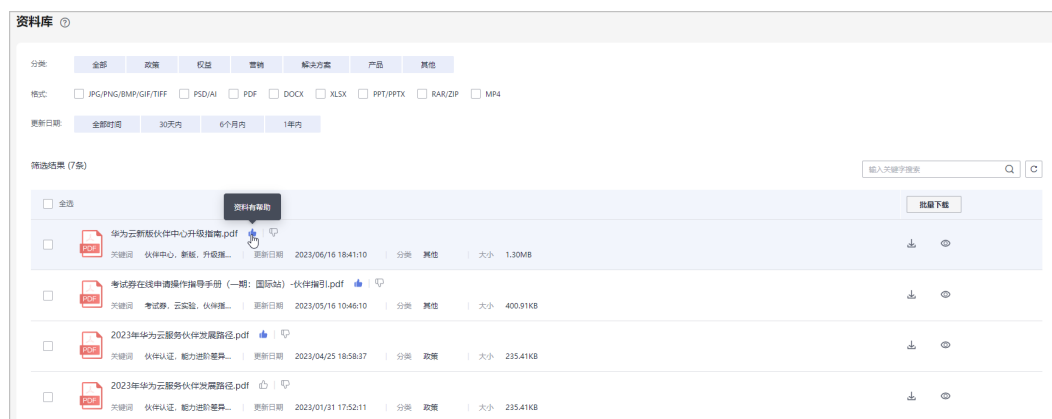 资料库
分类: 全部 政策 权益 营销 解决方案 产品 其他
格式: JPG/PNG/BMP/GIF/TIFF PSD/AI PDF DOCX XLSX PPT/PPTX RAR/ZIP MP4
更新日期: 全部时间 30天内 6个月内 1年内
筛选结果 (7条) 输入关键字搜索
全选 资料有帮助 批量下载
华为云新版伙伴中心升级指南.pdf
PDF 关键词 伙伴中心，新版，升级指... 更新日期 2023/06/16 18:41:10 分类 其他 大小 1.30MB
考试券在线申请操作指导手册（一期：国际站）-伙伴指引.pdf
PDF 关键词 考试券，云实验，伙伴指... 更新日期 2023/05/16 10:46:10 分类 其他 大小 400.91KB
2023年华为云服务伙伴发展路径.pdf
PDF 关键词 伙伴认证，能力进阶差异... 更新日期 2023/04/25 18:58:37 分类 政策 大小 235.41KB
2023年华为云服务伙伴发展路径.pdf
PDF 关键词 伙伴认证，能力进阶差异... 更新日期 2023/01/31 17:52:11 分类 政策 大小 235.41KB